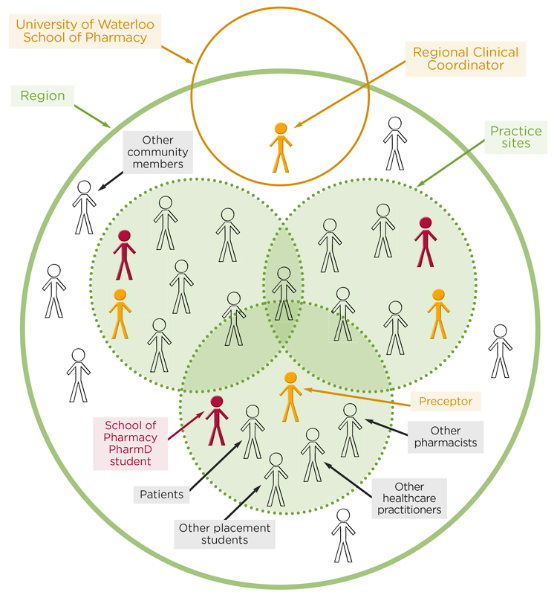 University of Waterloo
School of Pharmacy
Regional Clinical
Coordinator
Region
Other
community
members
Practice
sites
Preceptor
School of
Pharmacy
PharmD
student
Other
pharmacists
Patients
Other
healthcare
practitioners
Other placement
students